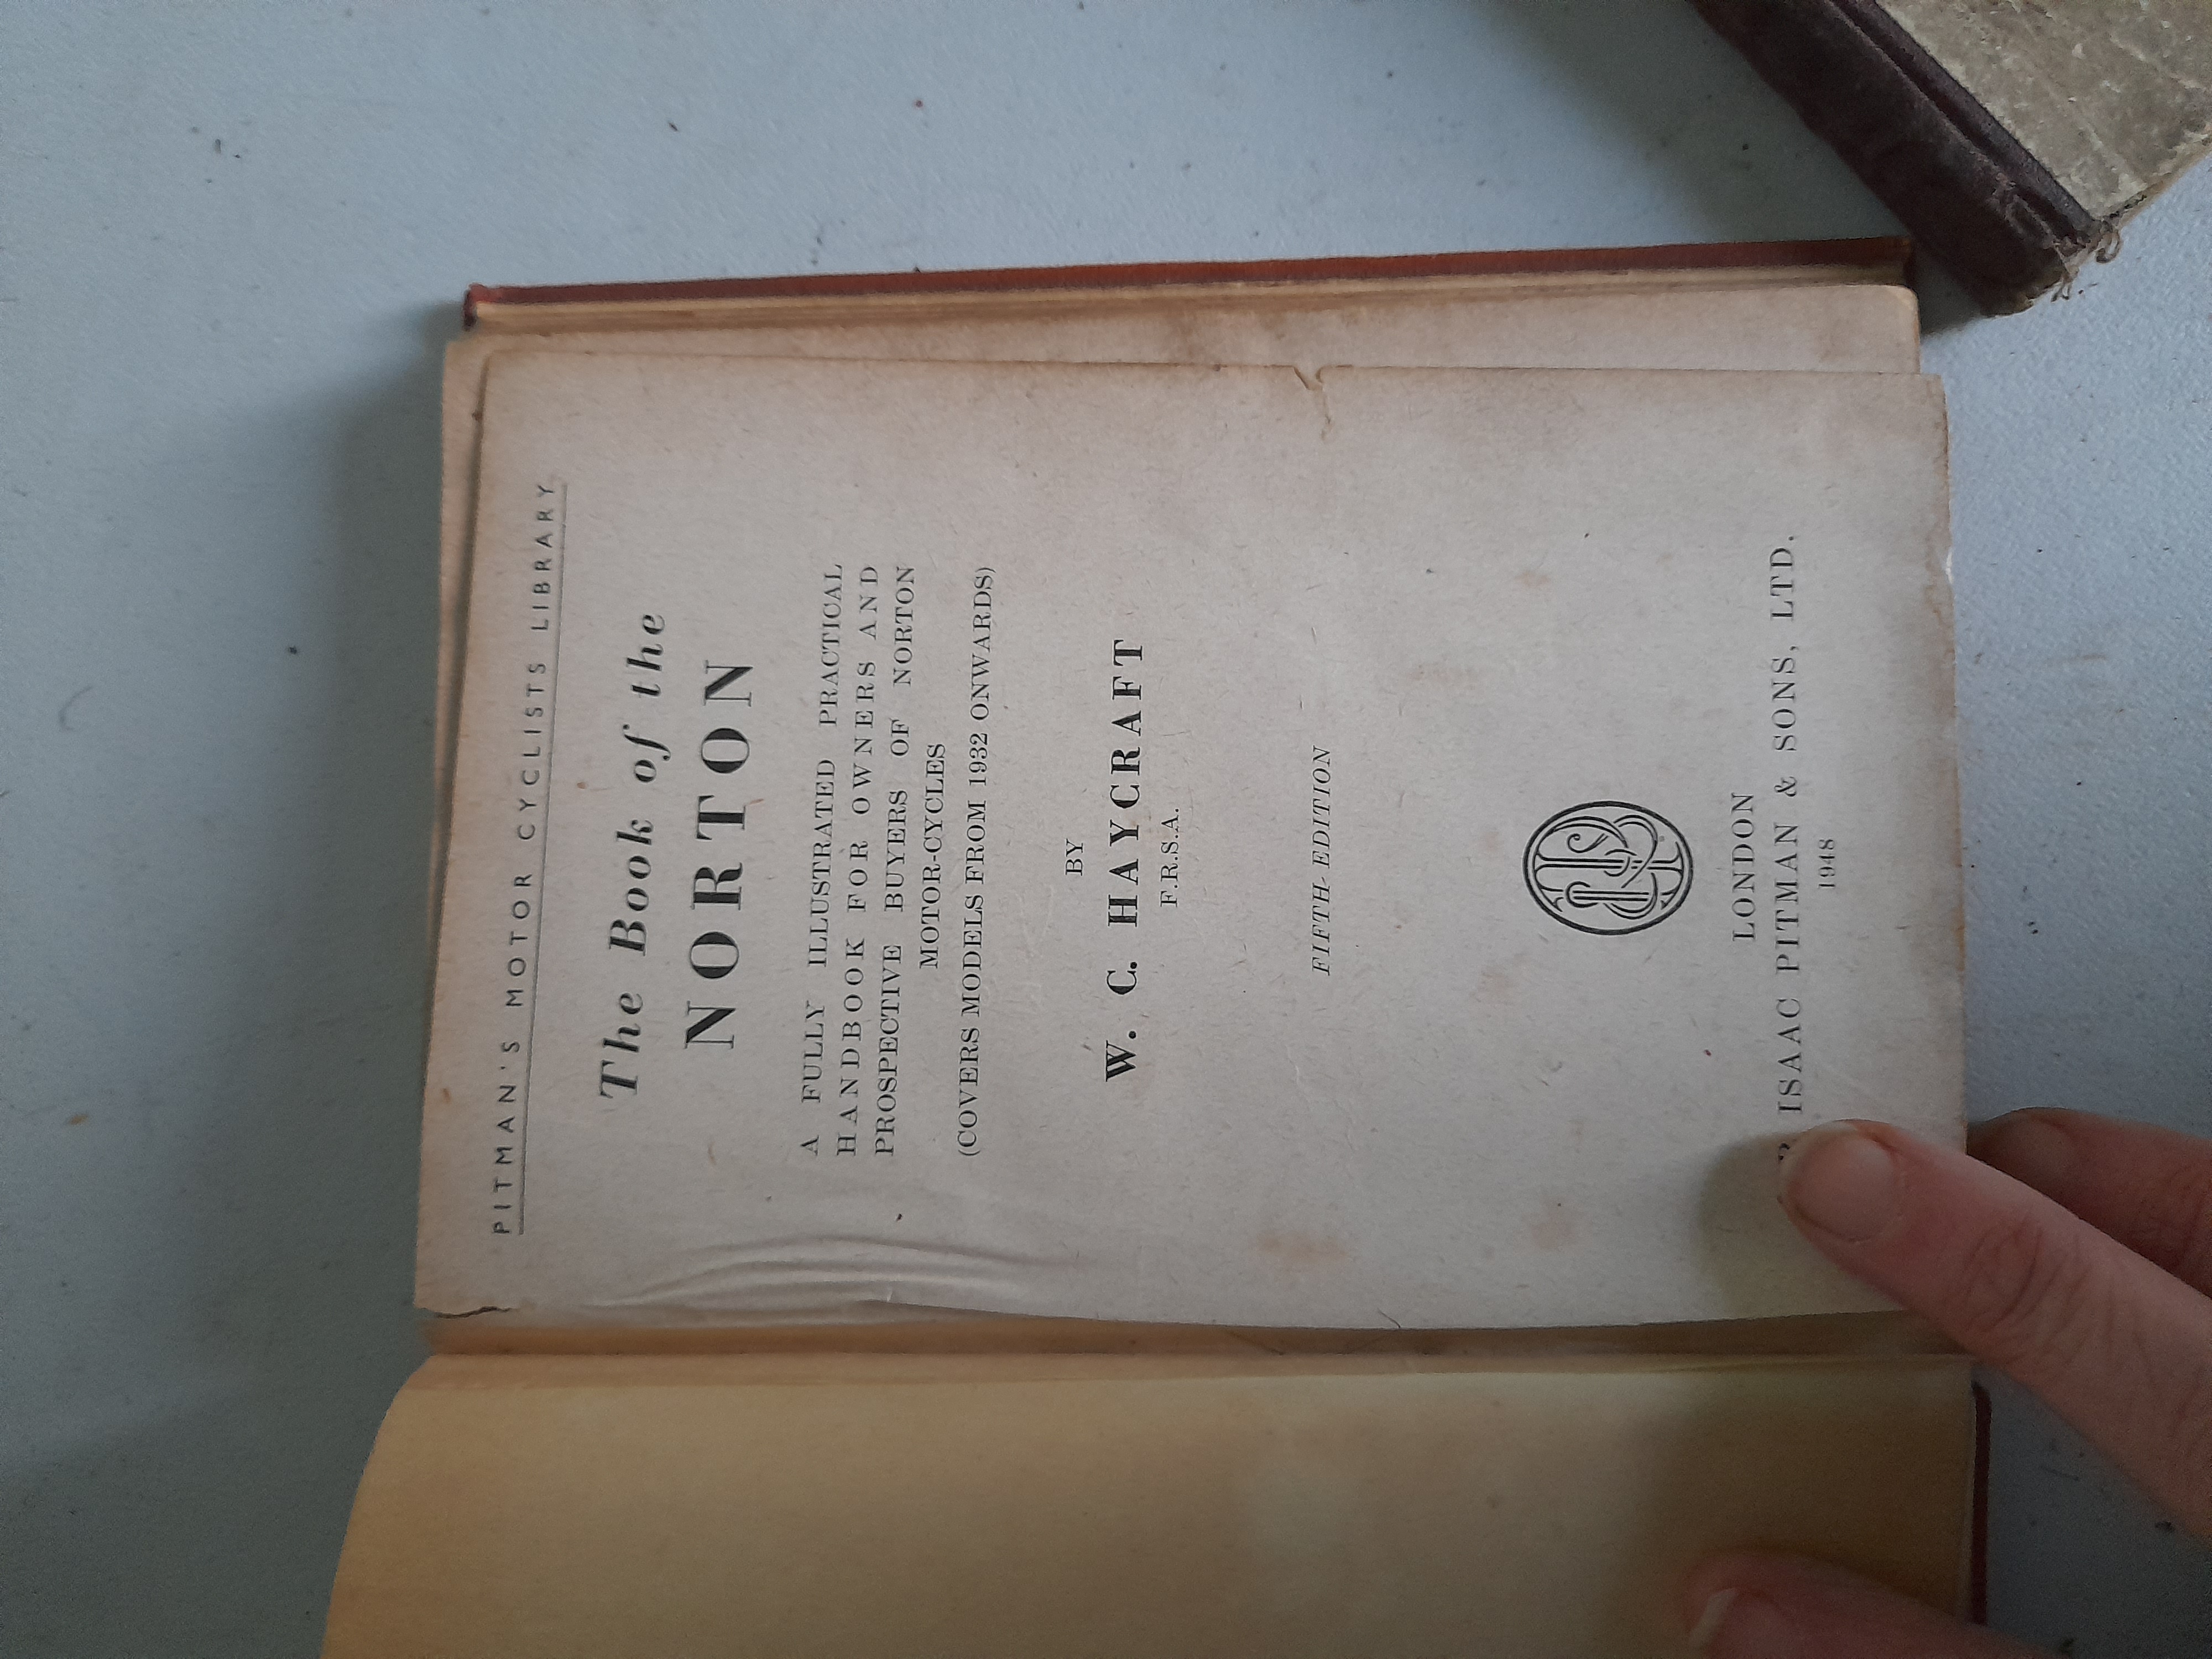 PITMAN'S MOTOR CYCLISTS LIBRARY
The Book of the
NORTON
A FULLY ILLUSTRATED PRACTICAL
HANDBOOK FOR OWNERS AND
PROSPECTIVE BUYERS OF NORTON
MOTOR-CYCLES
(COVERS MODELS FROM 1932 ONWARDS)
BY
W. C. HAYCRAFT
F.R.S.A.
FIFTH EDITION
LONDON
ISAAC PITMAN & SONS, LTD.
1948